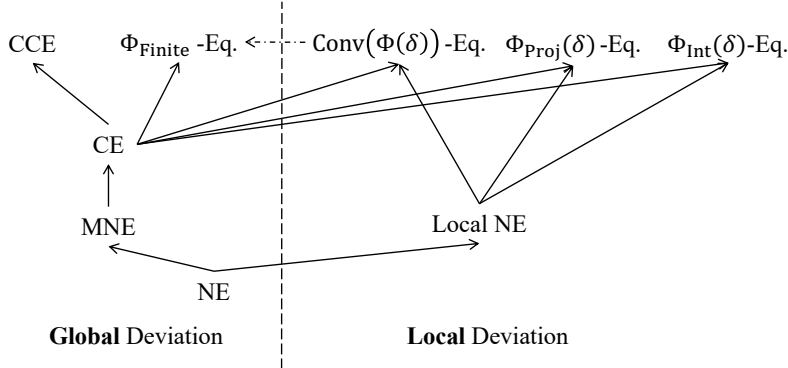 CCE Φ_Finite -Eq. Conv(Φ(δ)) -Eq. Φ_Proj(δ) -Eq. Φ_Int(δ)-Eq.
CE
MNE Local NE
NE
Global Deviation Local Deviation